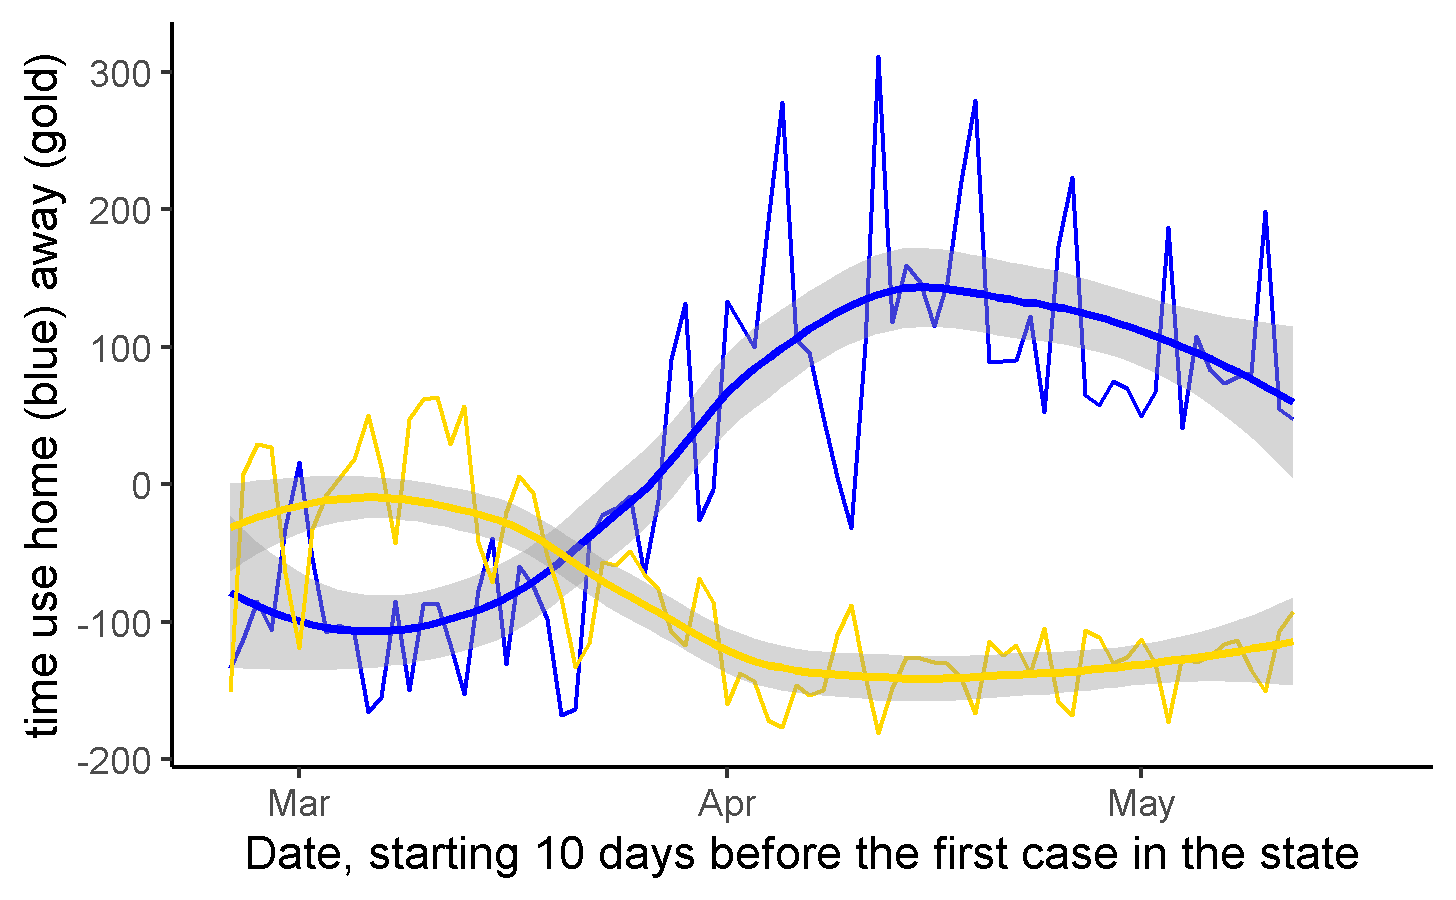 time use home (blue) away (gold)
300
200
100
0
-100
-200
Mar
Apr
May
Date, starting 10 days before the first case in the state